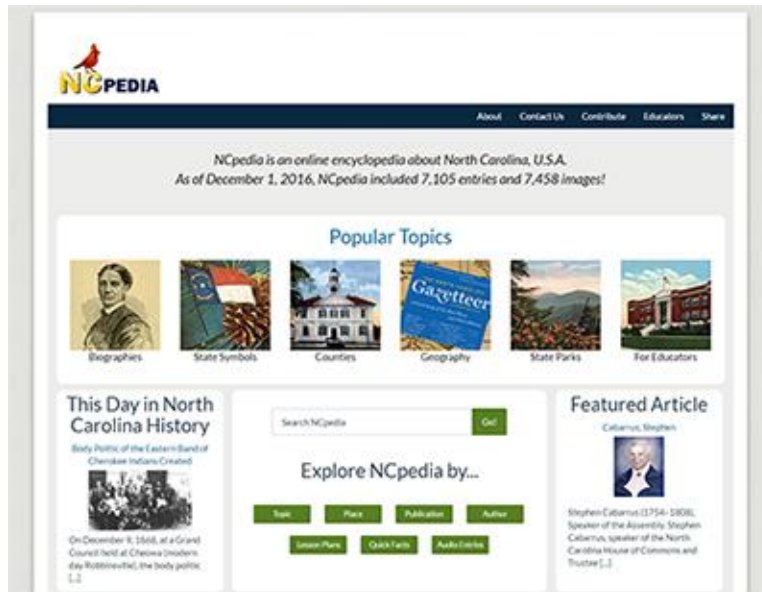 NCPEDIA
About Contact Us Contribute Educators Share
NCpedia is an online encyclopedia about North Carolina, U.S.A.
As of December 1, 2016, NCpedia included 7,105 entries and 7,458 images!
Popular Topics
Gazetteer
Biographies State Symbols Counties Geography State Parks For Educators
This Day in North
Carolina History
Body Politic of the Eastern Band of
Cherokee Indians Created
On December 9, 1868, at a Grand
Council held at Cheowa (modern
day Robbinsville), the body politic
[...]
Search NCpedia Go!
Explore NCpedia by...
Topic Place Publication Author
Lesson Plans Quick Facts Audio Entries
Featured Article
Cabarrus, Stephen
Stephen Cabarrus (1754–1808),
Speaker of the Assembly. Stephen
Cabarrus, speaker of the North
Carolina House of Commons and
Trustee [...]